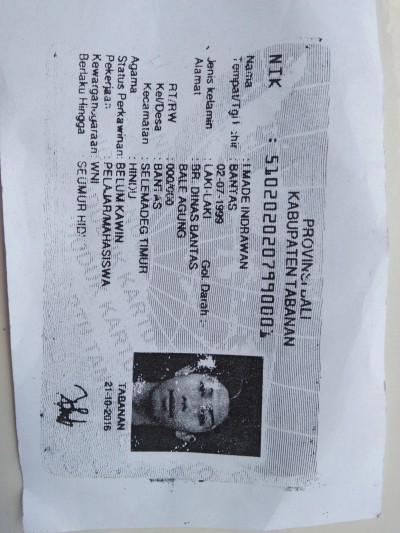 PROVINSI BALI
KABUPATEN TABANAN
NIK : 5102020207990001
Nama : I MADE INDRAWAN
Tempat/Tgl Lahir : BANTAS
02-07-1999
Jenis kelamin : LAKI-LAKI Gol Darah :
Alamat : BR. DINAS BANTAS
BALE AGUNG
RT/RW : 000/000
Kel/Desa : BANTAS
Kecamatan : SELEMADEG TIMUR
Agama : HINDU
Status Perkawinan: BELUM KAWIN
Pekerjaan : PELAJAR/MAHASISWA
Kewarganegaraan: WNI
Berlaku Hingga : SEUMUR HIDUP
TABANAN
21-10-2016